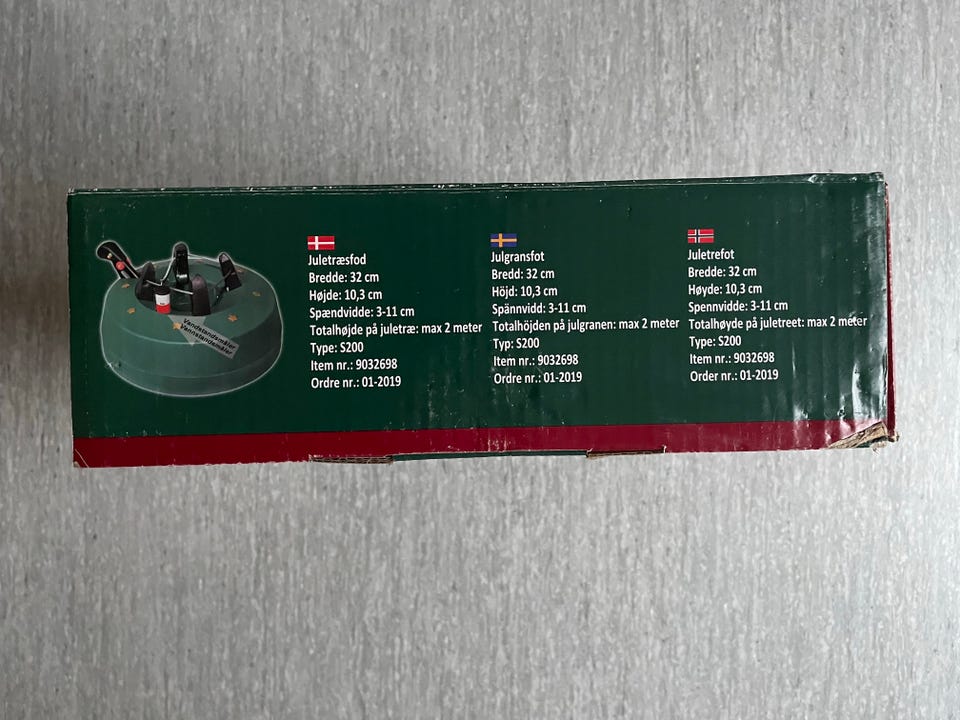 Vandstandsmåler
Vannstandsmåler
Juletræsfod
Bredde: 32 cm
Højde: 10,3 cm
Spændvidde: 3-11 cm
Totalhøjde på juletræ: max 2 meter
Type: S200
Item nr.: 9032698
Ordre nr.: 01-2019
Julgransfot
Bredd: 32 cm
Höjd: 10,3 cm
Spännvidd: 3-11 cm
Totalhöjden på julgranen: max 2 meter
Typ: S200
Item nr.: 9032698
Ordre nr.: 01-2019
Juletrefot
Bredde: 32 cm
Høyde: 10,3 cm
Spennvidde: 3-11 cm
Totalhøyde på juletreet: max 2 meter
Type: S200
Item nr.: 9032698
Order nr.: 01-2019